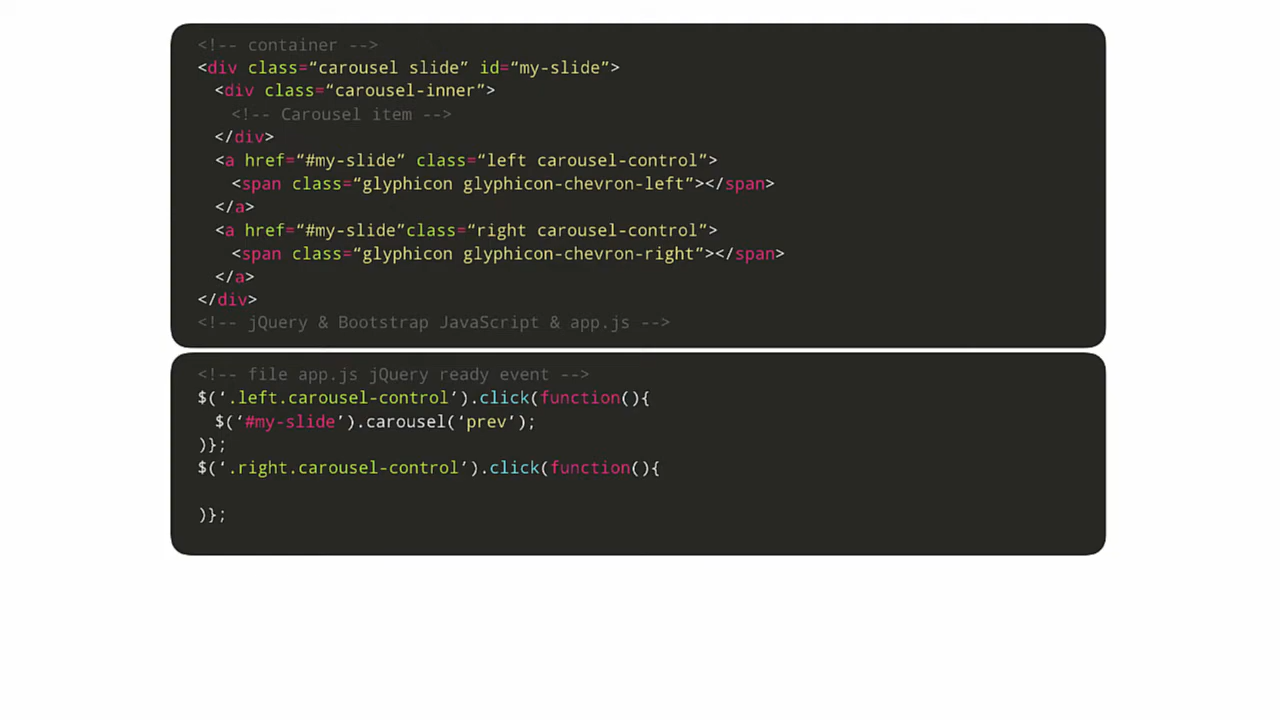 <!-- container -->
<div class=“carousel slide” id=“my-slide”>
<div class=“carousel-inner”>
<!-- Carousel item -->
</div>
<a href=“#my-slide” class=“left carousel-control”>
<span class=“glyphicon glyphicon-chevron-left”></span>
</a>
<a href=“#my-slide”class=“right carousel-control”>
<span class=“glyphicon glyphicon-chevron-right”></span>
</a>
</div>
<!-- jQuery & Bootstrap JavaScript & app.js -->
<!-- file app.js jQuery ready event -->
$(‘.left.carousel-control’).click(function(){
$(‘#my-slide’).carousel(‘prev‘);
)};
$(‘.right.carousel-control’).click(function(){
)};